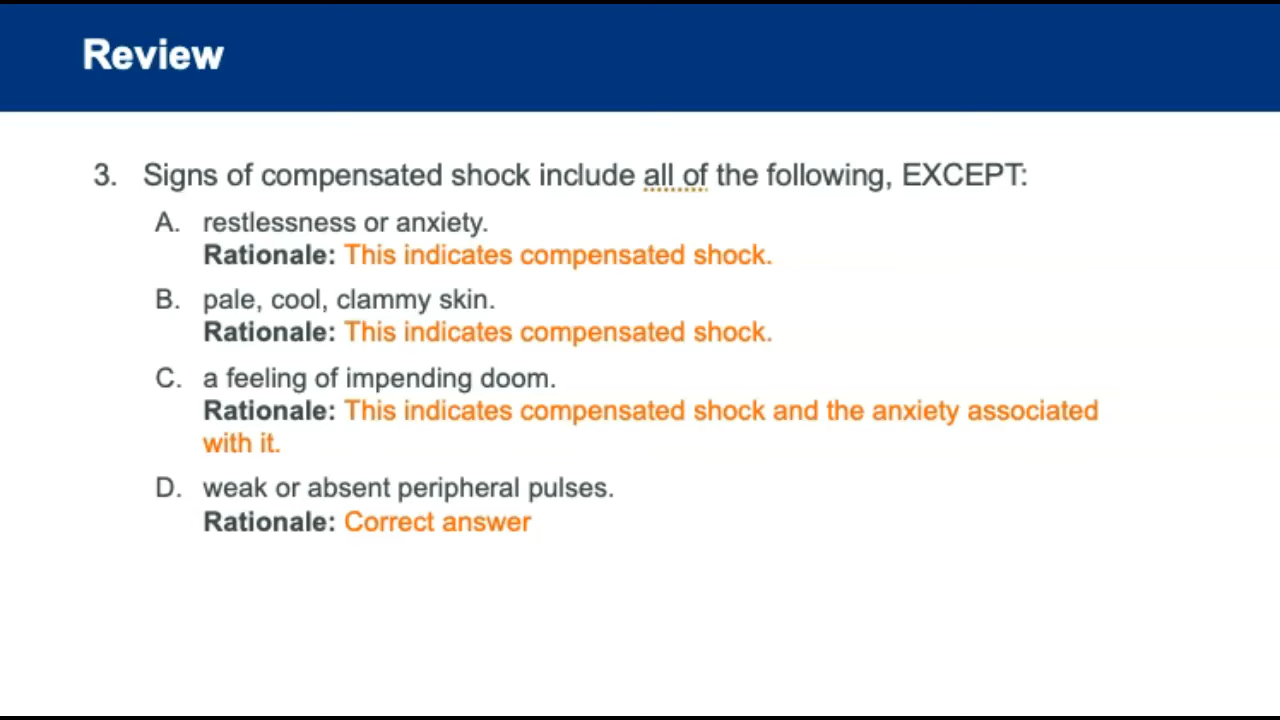 Review
3. Signs of compensated shock include all of the following, EXCEPT:
A. restlessness or anxiety.
Rationale: This indicates compensated shock.
B. pale, cool, clammy skin.
Rationale: This indicates compensated shock.
C. a feeling of impending doom.
Rationale: This indicates compensated shock and the anxiety associated
with it.
D. weak or absent peripheral pulses.
Rationale: Correct answer